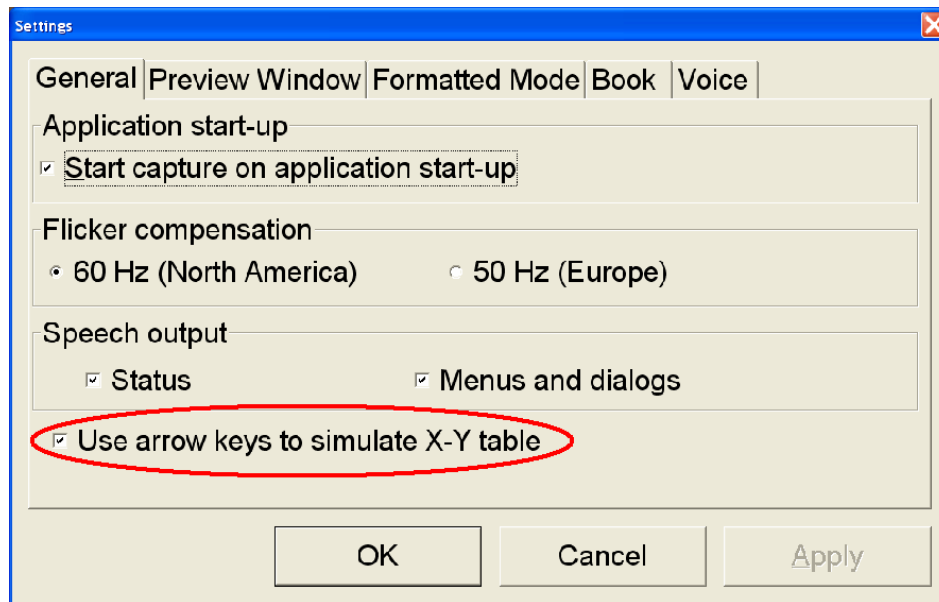 Settings
General Preview Window Formatted Mode Book Voice
Application start-up
Start capture on application start-up
Flicker compensation
60 Hz (North America) 50 Hz (Europe)
Speech output
Status Menus and dialogs
Use arrow keys to simulate X-Y table
OK Cancel Apply